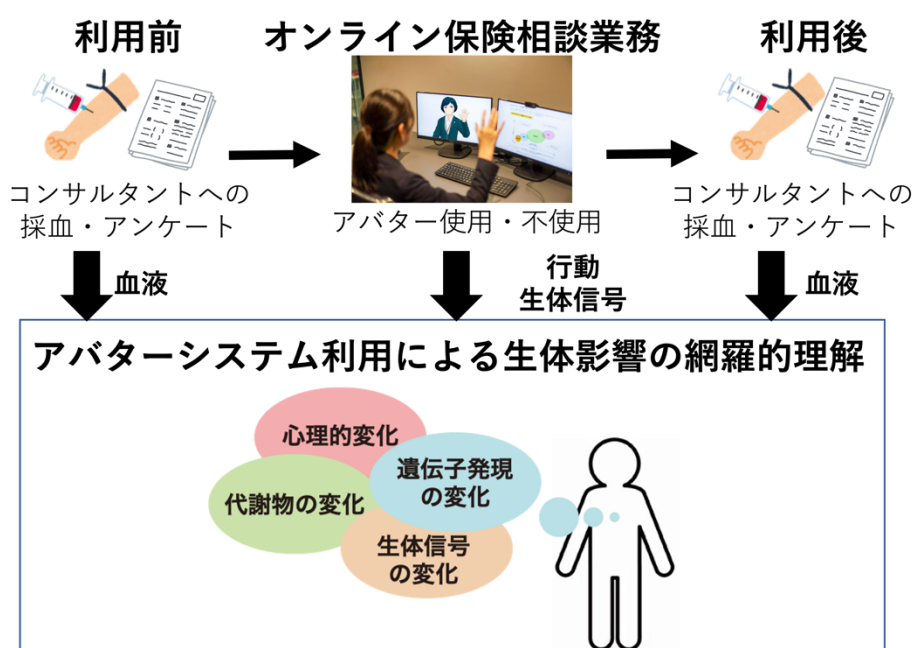 利用前
オンライン保険相談業務
利用後
コンサルタントへの
採血・アンケート
アバター使用・不使用
コンサルタントへの
採血・アンケート
血液
行動
生体信号
血液
アバターシステム利用による生体影響の網羅的理解
心理的変化
遺伝子発現
の変化
代謝物の変化
生体信号
の変化